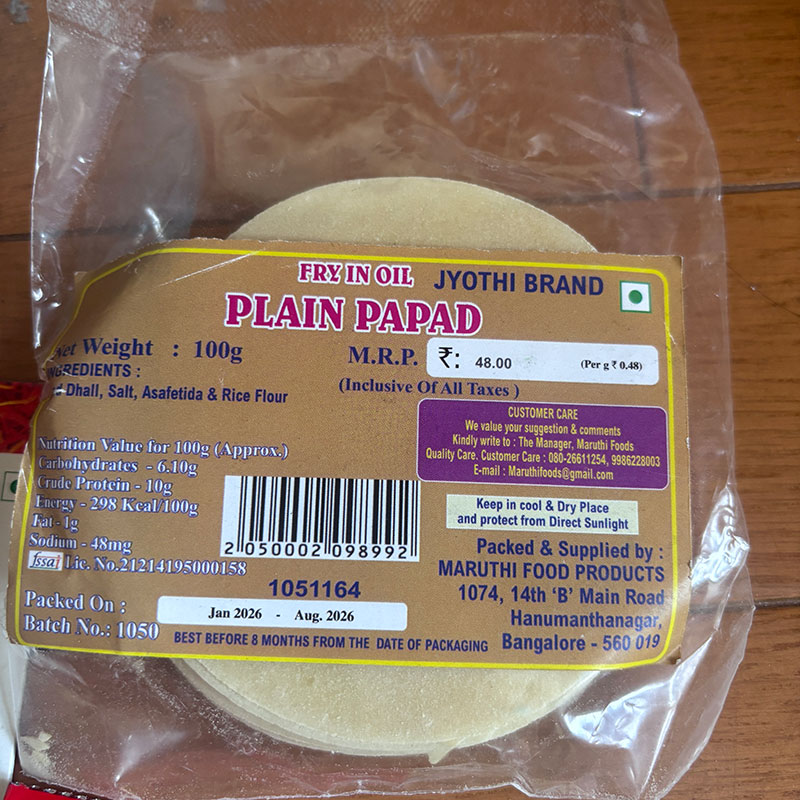 FRY IN OIL JYOTHI BRAND
PLAIN PAPAD
Net Weight : 100g
M.R.P. ₹: 48.00 (Per g ₹ 0.48)
(Inclusive Of All Taxes )
INGREDIENTS :
Dhall, Salt, Asafetida & Rice Flour
CUSTOMER CARE
We value your suggestion & comments
Kindly write to : The Manager, Maruthi Foods
Quality Care. Customer Care : 080-26611254, 9986228003
E-mail : Maruthifoods@gmail.com
Nutrition Value for 100g (Approx.)
Carbohydrates - 6.10g
Crude Protein - 10g
Energy - 298 Kcal/100g
Fat - 1g
Sodium - 48mg
fssai Lic. No.21214195000158
2 050002 098992
Keep in cool & Dry Place
and protect from Direct Sunlight
Packed & Supplied by :
MARUTHI FOOD PRODUCTS
1074, 14th 'B' Main Road
Hanumanthanagar,
Bangalore - 560 019
1051164
Packed On : Jan 2026 - Aug. 2026
Batch No.: 1050
BEST BEFORE 8 MONTHS FROM THE DATE OF PACKAGING